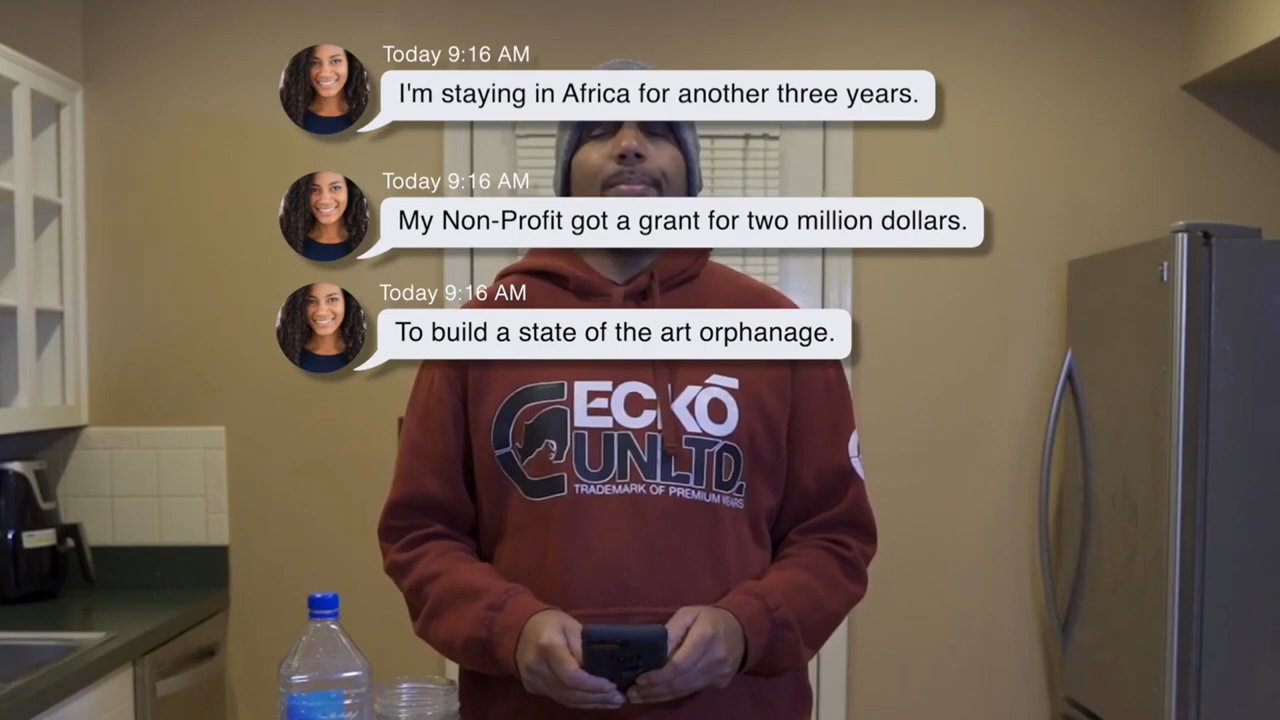 Today 9:16 AM
I'm staying in Africa for another three years.
Today 9:16 AM
My Non-Profit got a grant for two million dollars.
Today 9:16 AM
To build a state of the art orphanage.
ECKŌ
UNLTD.
TRADEMARK OF PREMIUM WEARS